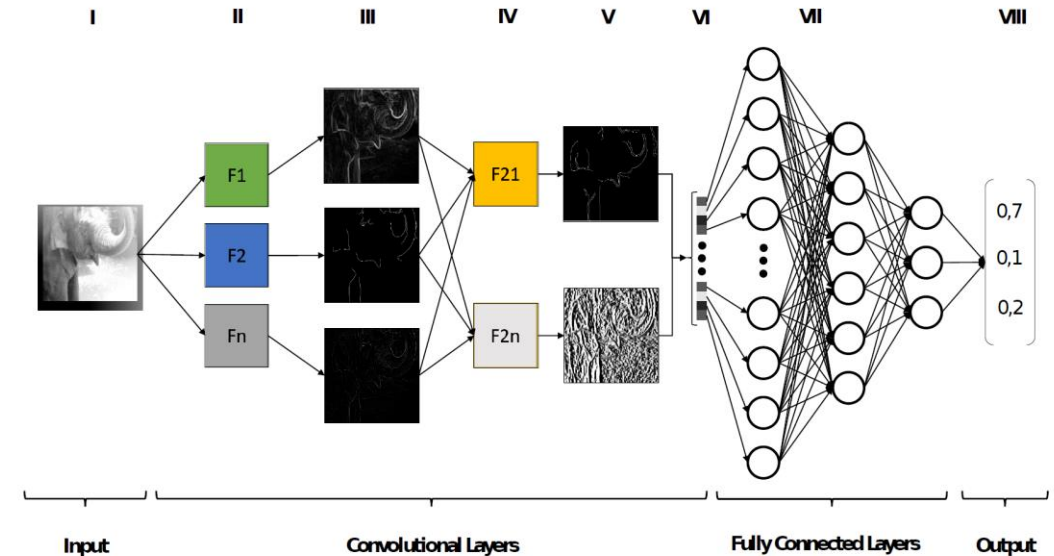 I II III IV V VI VII VIII
F1
F2
Fn
F21
F2n
0,7
0,1
0,2
Input Convolutional Layers Fully Connected Layers Output